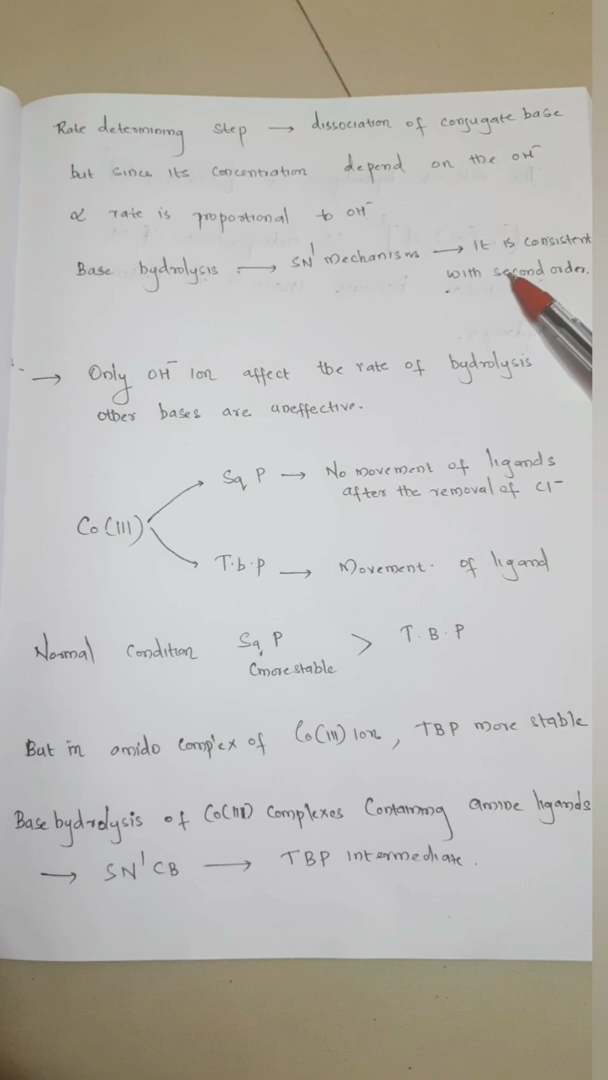 Rate determining step → dissociation of conjugate base
but since its concentration depend on the OH⁻
∝ rate is proportional to OH⁻
Base hydrolysis → SN¹ mechanism → It is consistent
with second order.
→ Only OH⁻ ion affect the rate of hydrolysis
other bases are uneffective.
Sq P → No movement of ligands
after the removal of Cl⁻
Co(III)
T.b.p → Movement of ligand
Normal condition Sq P > T.B.P
(more stable
But in amido complex of Co(III) Ion, TBP more stable
Base hydrolysis of Co(III) complexes containing amine ligands
→ SN¹CB → TBP intermediate.